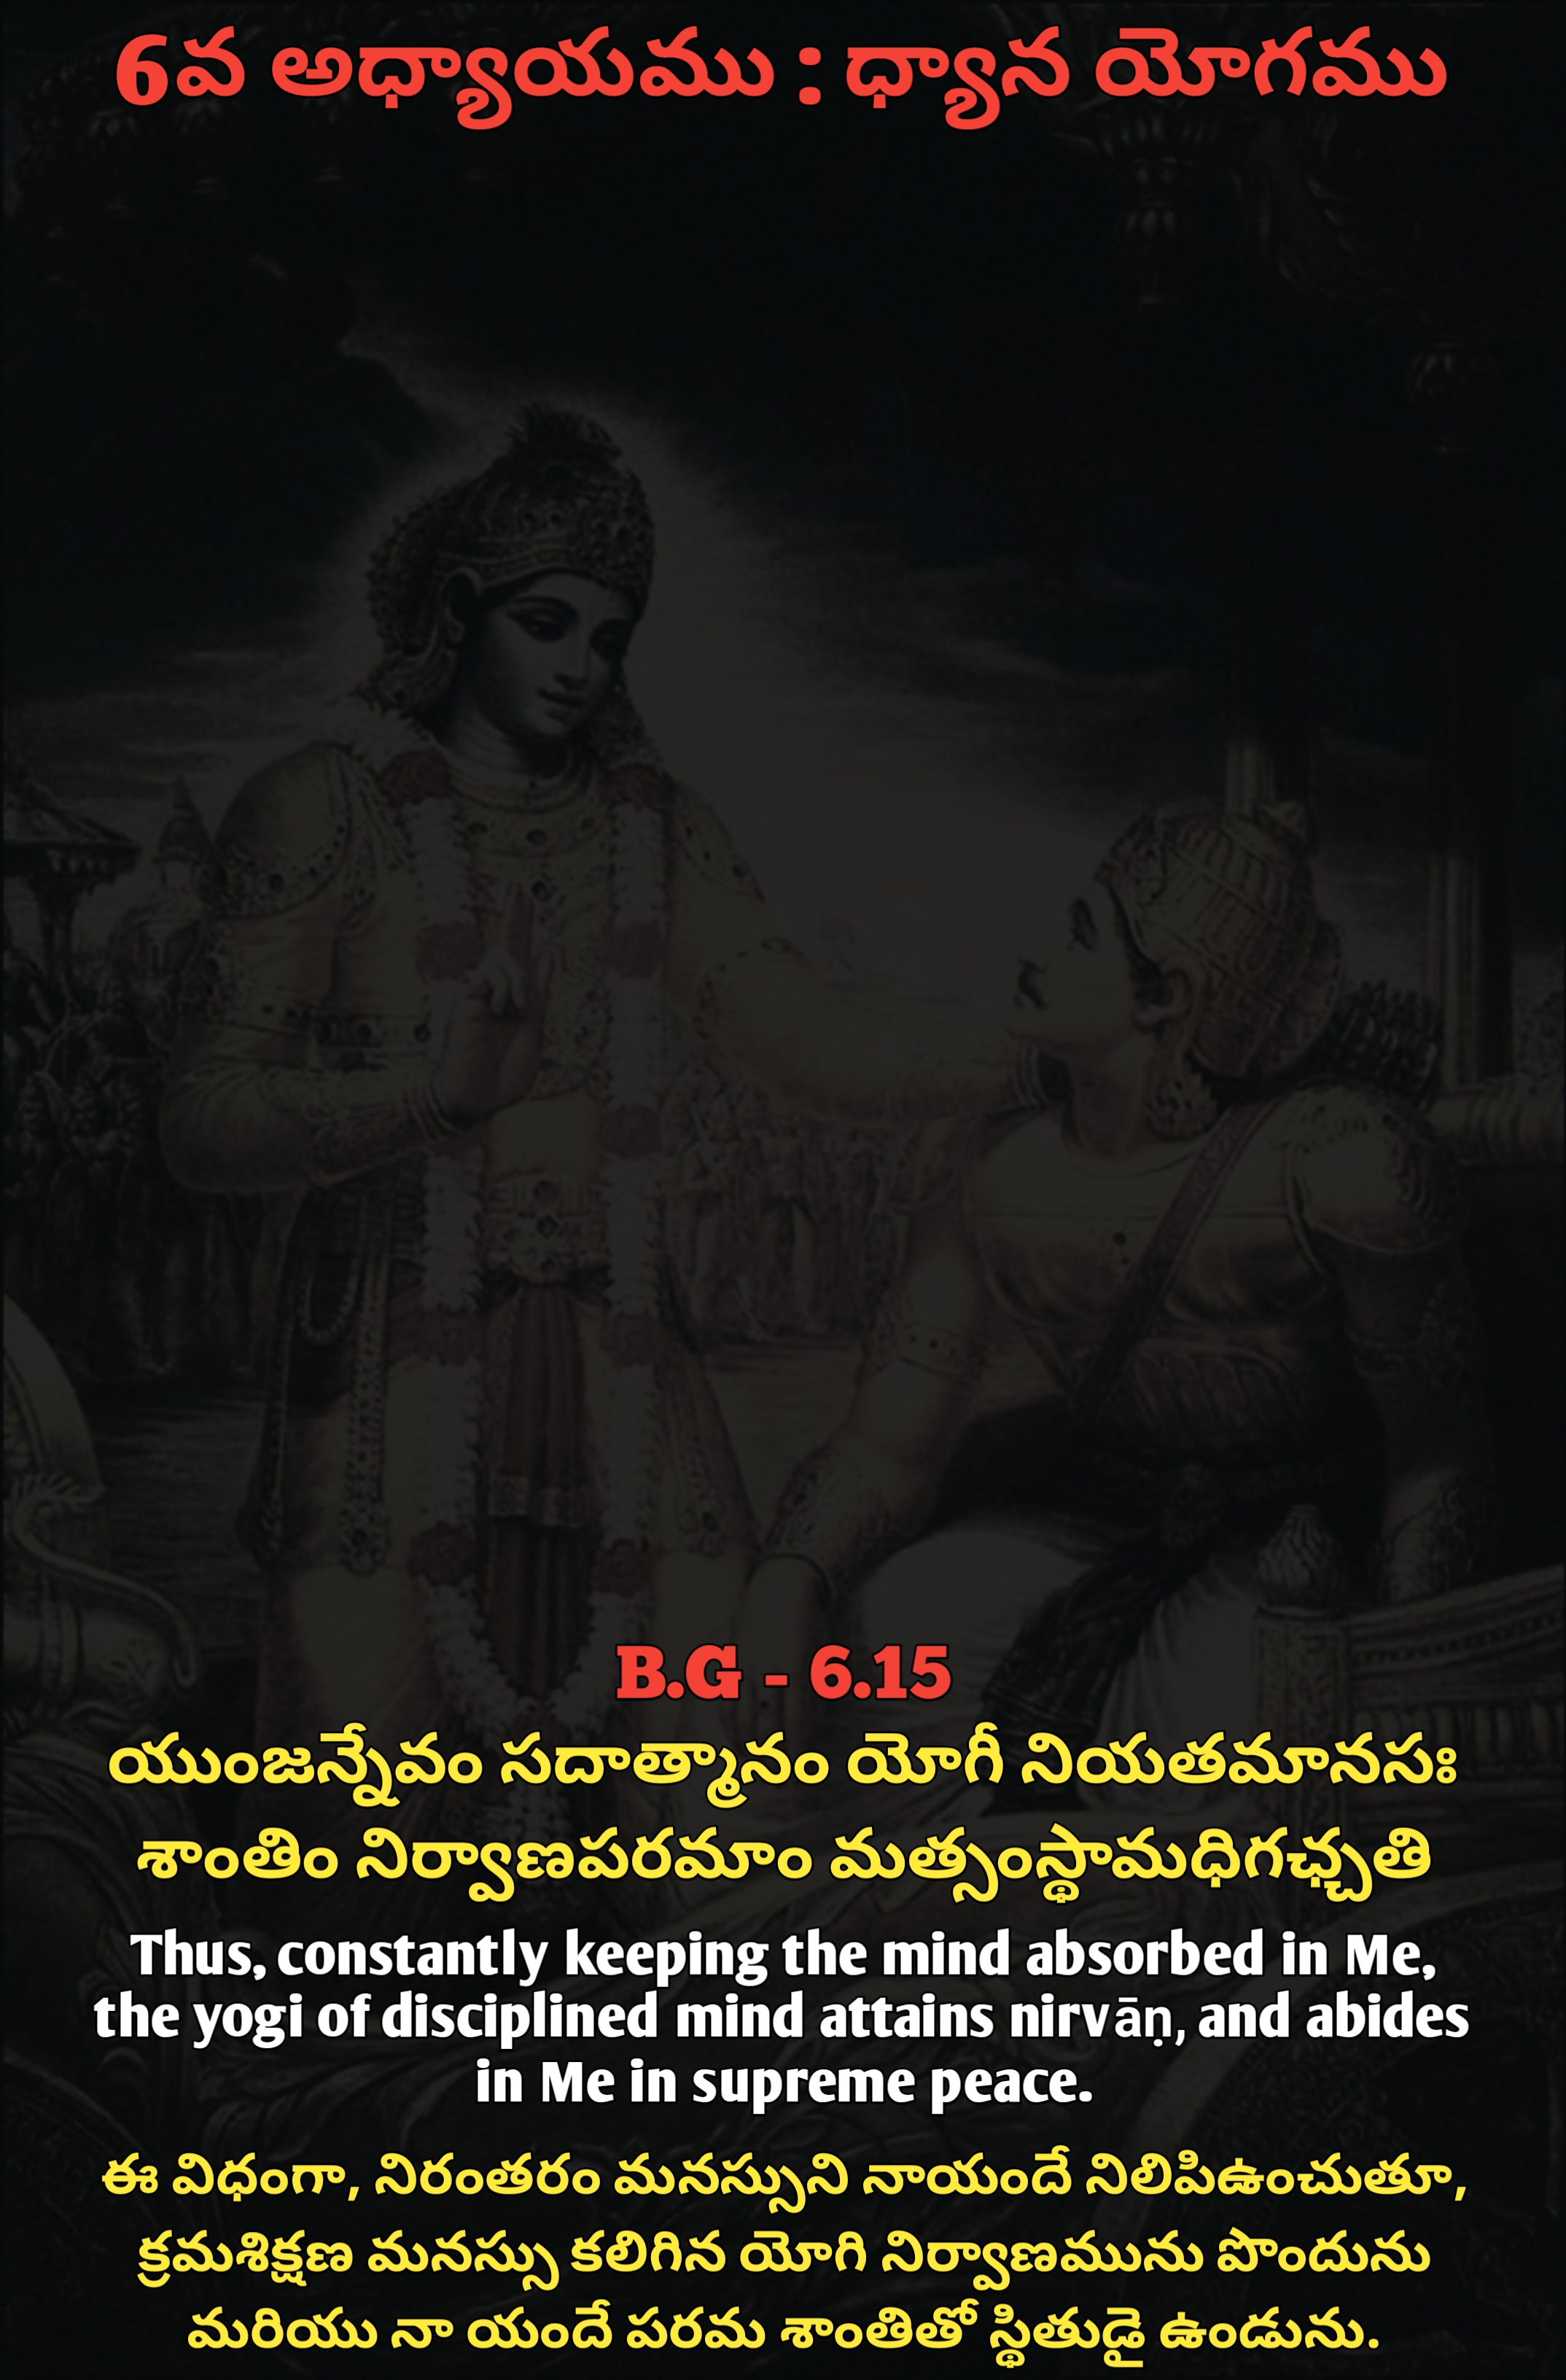 6వ అధ్యాయము : ధ్యాన యోగము
B.G - 6.15
యుంజన్నేవం సదాత్మానం యోగీ నియతమానసః
శాంతిం నిర్వాణపరమాం మత్సంస్థామధిగఛ్చతి
Thus, constantly keeping the mind absorbed in Me,
the yogi of disciplined mind attains nirvāṇ, and abides
in Me in supreme peace.
ఈ విధంగా, నిరంతరం మనస్సుని నాయందే నిలిపిఉంచుతూ,
క్రమశిక్షణ మనస్సు కలిగిన యోగి నిర్వాణమును పొందును
మరియు నా యందే పరమ శాంతితో స్థితుడై ఉండును.